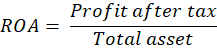 ROA = Profit after tax / Total asset